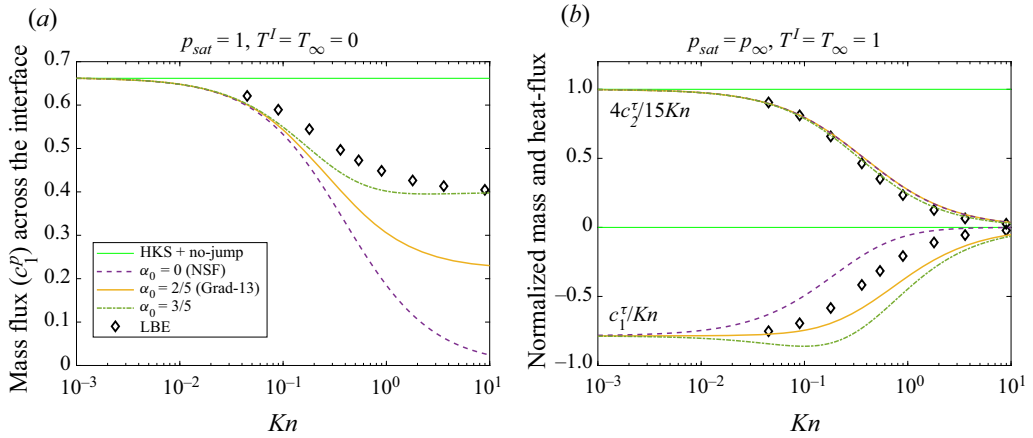 (a)
p_sat = 1, T^I = T_∞ = 0
Mass flux (c_1^p) across the interface
0.7
0.6
0.5
0.4
0.3
0.2
0.1
0
HKS + no-jump
α_0 = 0 (NSF)
α_0 = 2/5 (Grad-13)
α_0 = 3/5
LBE
10^−3
10^−2
10^−1
10^0
10^1
Kn
(b)
p_sat = p_∞, T^I = T_∞ = 1
Normalized mass and heat-flux
1.0
0.5
0
−0.5
−1.0
4c_2^τ/15Kn
c_1^τ/Kn
10^−3
10^−2
10^−1
10^0
10^1
Kn